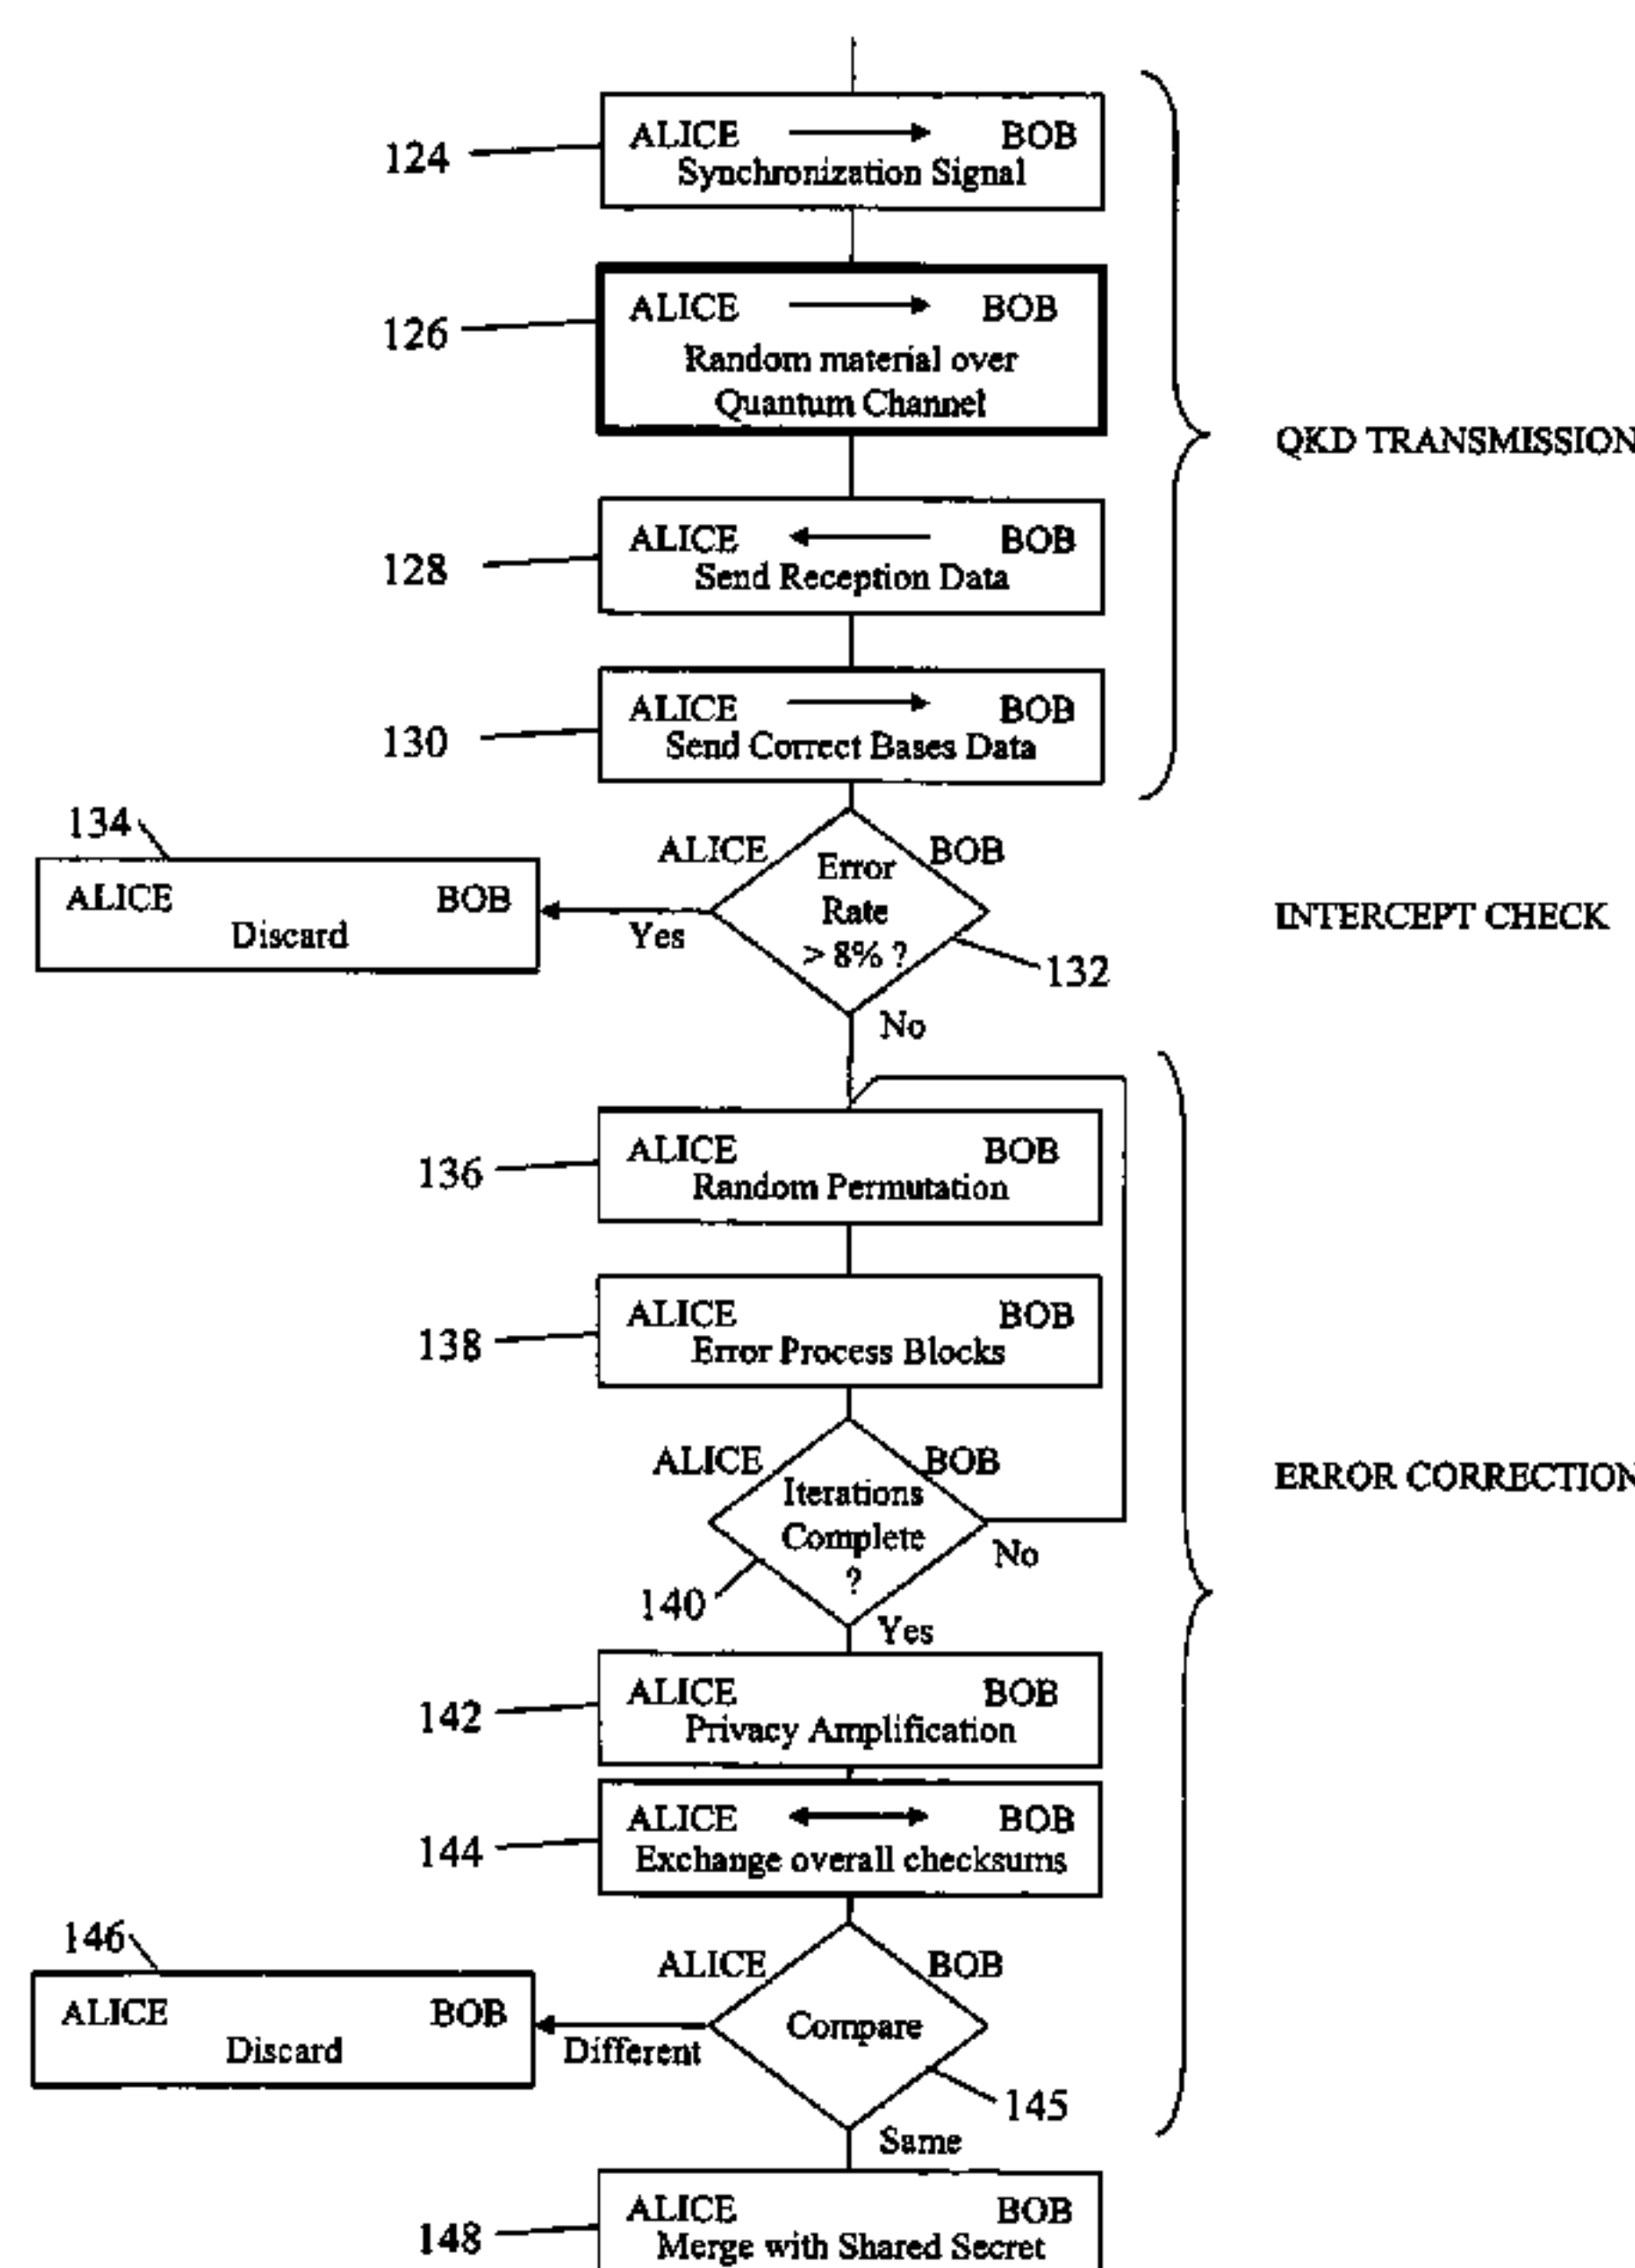 124
ALICE BOB
Synchronization Signal
126
ALICE BOB
Random material over
Quantum Channel
QKD TRANSMISSION
128
ALICE BOB
Send Reception Data
130
ALICE BOB
Send Correct Bases Data
134
ALICE BOB
Discard
Yes
ALICE BOB
Error
Rate
> 8% ?
132
No
INTERCEPT CHECK
136
ALICE BOB
Random Permutation
138
ALICE BOB
Error Process Blocks
ALICE BOB
Iterations
Complete
?
No
140
Yes
ERROR CORRECTION
142
ALICE BOB
Privacy Amplification
144
ALICE BOB
Exchange overall checksums
146
ALICE BOB
Discard
Different
ALICE BOB
Compare
145
Same
148
ALICE BOB
Merge with Shared Secret